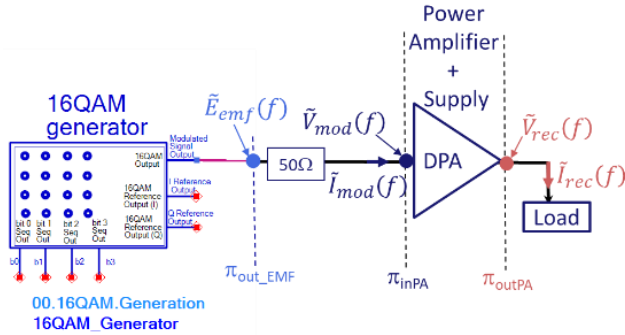 Power
Amplifier
+
Supply
16QAM
generator
Modulated
Signal
Output
16QAM
Output
I Reference
Output
16QAM
Reference
Output (I)
Q Reference
Output
16QAM
Reference
Output (Q)
bit 0
Seq
Out
bit 1
Seq
Out
bit 2
Seq
Out
bit 3
Seq
Out
b0
b1
b2
b3
Ẽ_emf(f)
50Ω
Ṽ_mod(f)
Ĩ_mod(f)
DPA
Ṽ_rec(f)
Ĩ_rec(f)
Load
π_out_EMF
π_inPA
π_outPA
00.16QAM.Generation
16QAM_Generator